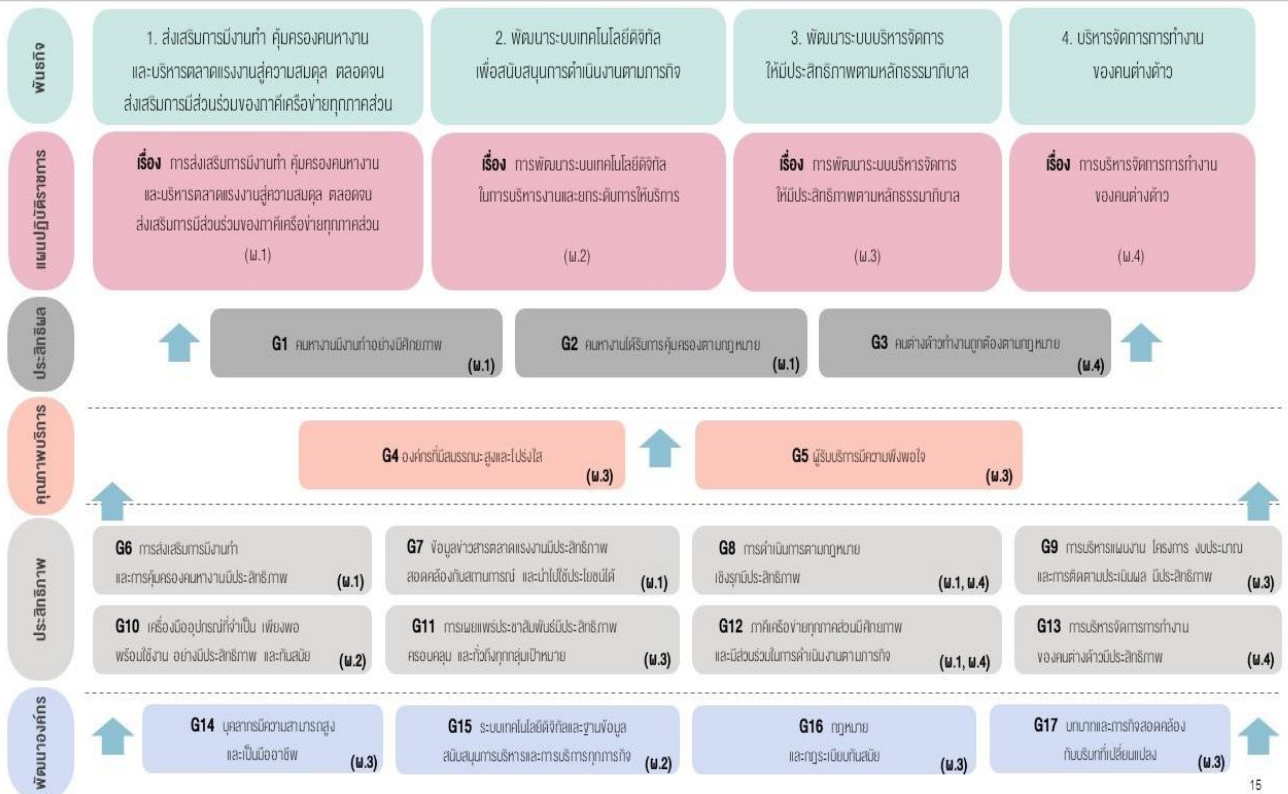 พันธกิจ
1. ส่งเสริมการมีงานทำ คุ้มครองคนหางาน
และบริหารตลาดแรงงานสู่ความสมดุล ตลอดจน
ส่งเสริมการมีส่วนร่วมของภาคีเครือข่ายทุกภาคส่วน
2. พัฒนาระบบเทคโนโลยีดิจิทัล
เพื่อสนับสนุนการดำเนินงานตามภารกิจ
3. พัฒนาระบบบริหารจัดการ
ให้มีประสิทธิภาพตามหลักธรรมาภิบาล
4. บริหารจัดการการทำงาน
ของคนต่างด้าว
แผนปฏิบัติราชการ
เรื่อง การส่งเสริมการมีงานทำ คุ้มครองคนหางาน
และบริหารตลาดแรงงานสู่ความสมดุล ตลอดจน
ส่งเสริมการมีส่วนร่วมของภาคีเครือข่ายทุกภาคส่วน
(ผ.1)
เรื่อง การพัฒนาระบบเทคโนโลยีดิจิทัล
ในการบริหารงานและยกระดับการให้บริการ
(ผ.2)
เรื่อง การพัฒนาระบบบริหารจัดการ
ให้มีประสิทธิภาพตามหลักธรรมาภิบาล
(ผ.3)
เรื่อง การบริหารจัดการการทำงาน
ของคนต่างด้าว
(ผ.4)
ประสิทธิผล
G1 คนหางานมีงานทำอย่างมีศักยภาพ
(ผ.1)
G2 คนหางานได้รับการคุ้มครองตามกฎหมาย
(ผ.1)
G3 คนต่างด้าวทำงานถูกต้องตามกฎหมาย
(ผ.4)
คุณภาพบริการ
G4 องค์กรที่มีสมรรถนะสูงและโปร่งใส
(ผ.3)
G5 ผู้รับบริการมีความพึงพอใจ
(ผ.3)
ประสิทธิภาพ
G6 การส่งเสริมการมีงานทำ
และการคุ้มครองคนหางานมีประสิทธิภาพ (ผ.1)
G7 ข้อมูลข่าวสารตลาดแรงงานมีประสิทธิภาพ
สอดคล้องกับสถานการณ์ และนำไปใช้ประโยชน์ได้ (ผ.1)
G8 การดำเนินการตามกฎหมาย
เชิงรุกมีประสิทธิภาพ (ผ.1, ผ.4)
G9 การบริหารแผนงาน โครงการ งบประมาณ
และการติดตามประเมินผล มีประสิทธิภาพ (ผ.3)
G10 เครื่องมืออุปกรณ์ที่จำเป็น เพียงพอ
พร้อมใช้งาน อย่างมีประสิทธิภาพ และทันสมัย (ผ.2)
G11 การเผยแพร่ประชาสัมพันธ์มีประสิทธิภาพ
ครอบคลุม และทั่วถึงทุกกลุ่มเป้าหมาย (ผ.3)
G12 ภาคีเครือข่ายทุกภาคส่วนมีศักยภาพ
และมีส่วนร่วมในการดำเนินงานตามภารกิจ (ผ.1, ผ.4)
G13 การบริหารจัดการการทำงาน
ของคนต่างด้าวมีประสิทธิภาพ (ผ.4)
พัฒนาองค์กร
G14 บุคลากรมีความสามารถสูง
และเป็นมืออาชีพ (ผ.3)
G15 ระบบเทคโนโลยีดิจิทัลและฐานข้อมูล
สนับสนุนการบริหารและการบริการทุกภารกิจ (ผ.2)
G16 กฎหมาย
และกฎระเบียบทันสมัย (ผ.3)
G17 บทบาทและภารกิจสอดคล้อง
กับบริบทที่เปลี่ยนแปลง (ผ.3)
15